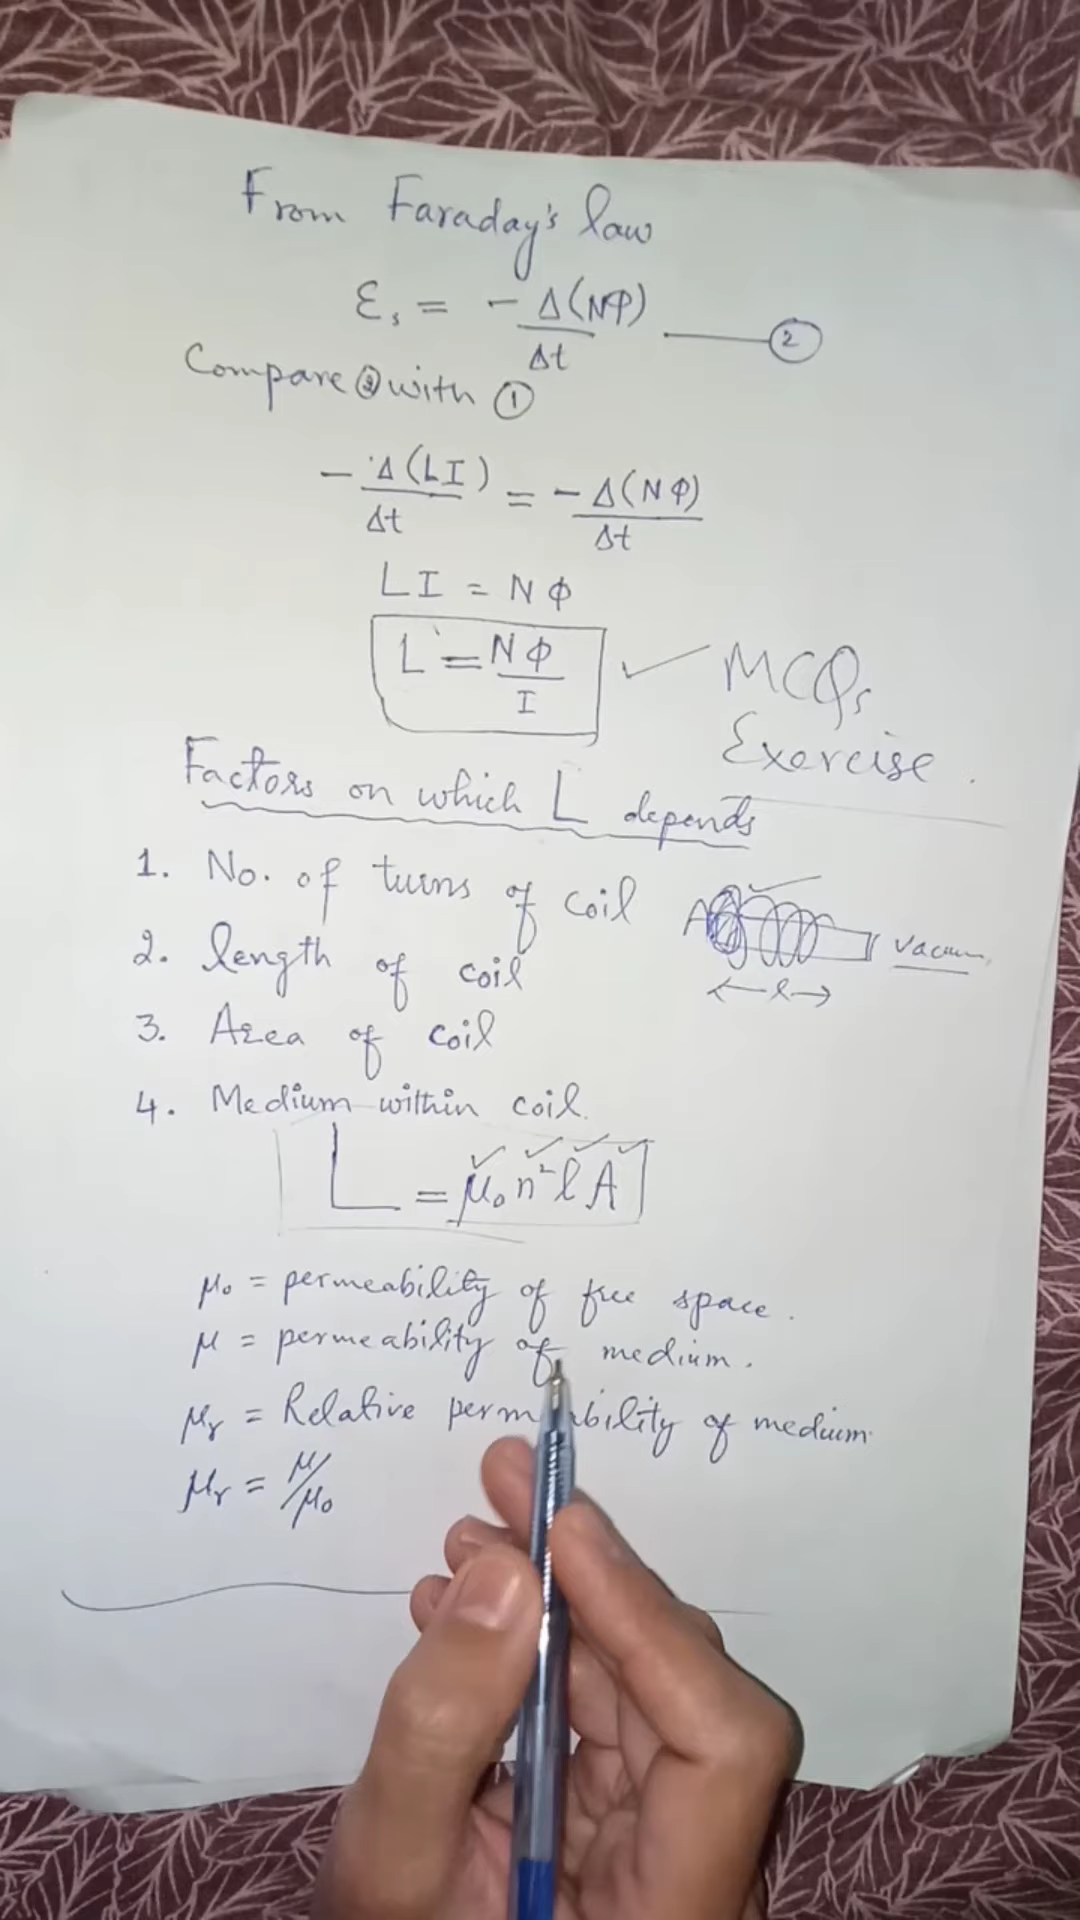 From Faraday's law
Ɛs = - Δ(NΦ)/Δt ——— ②
Compare ② with ①
- Δ(LI)/Δt = - Δ(NΦ)/Δt
LI = NΦ
L = NΦ/I ✓ MCQs
Exercise.
Factors on which L depends
1. No. of turns of coil
2. length of coil
3. Area of coil
4. Medium within coil.
A
vacuum
← l →
L = μ₀n²lA
μ₀ = permeability of free space.
μ = permeability of medium.
μr = Relative permeability of medium.
μr = μ/μ₀